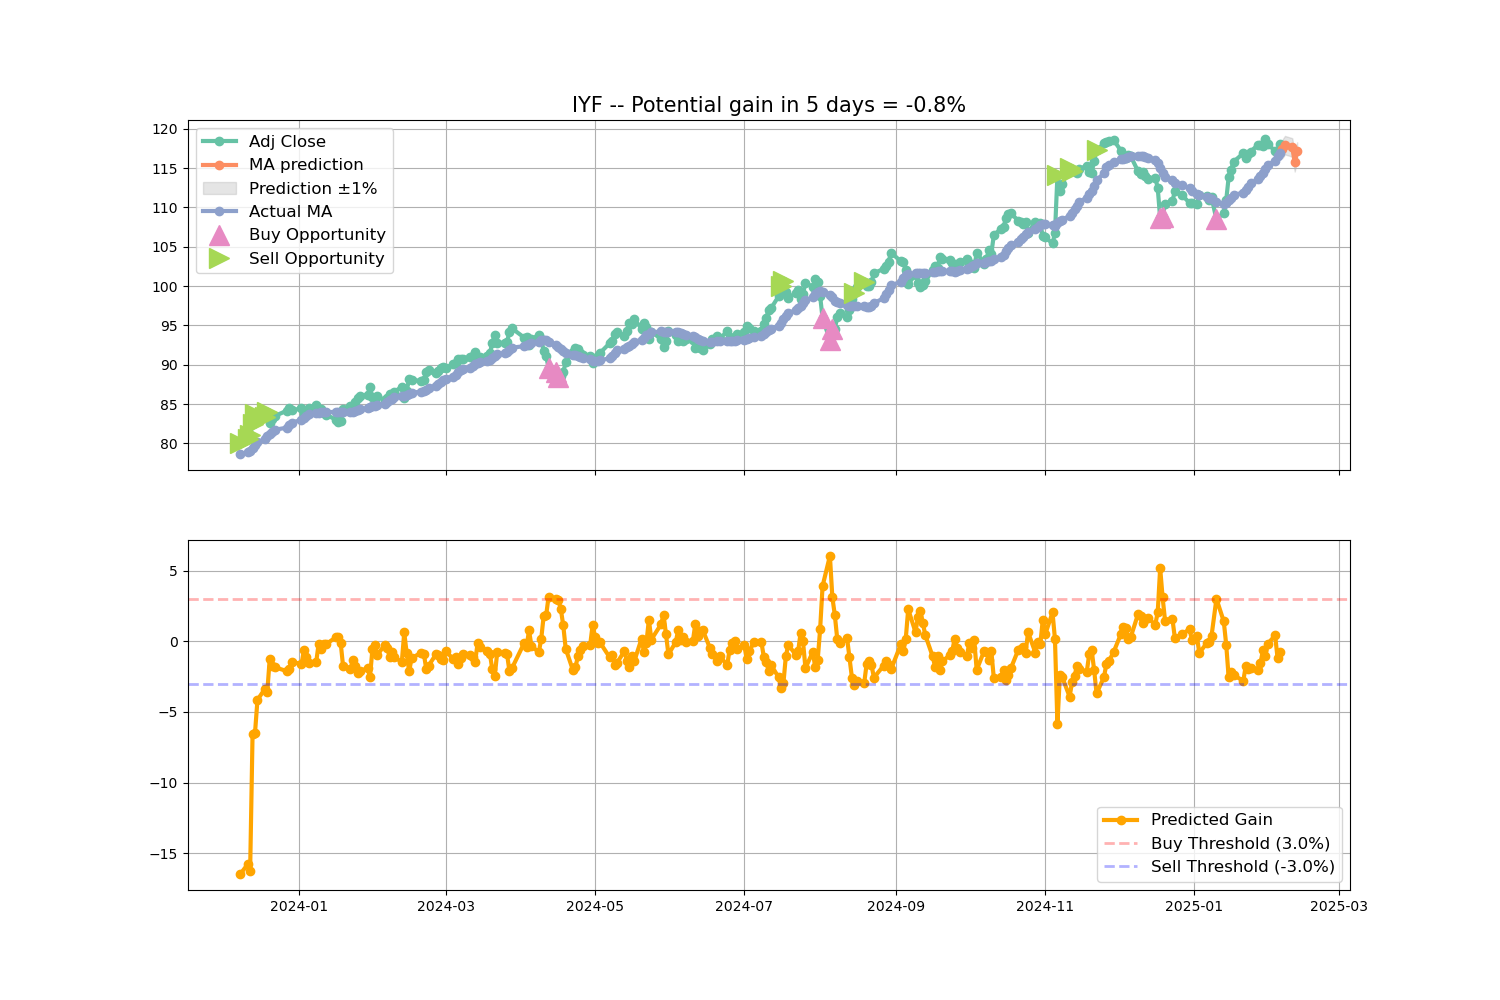 IYF -- Potential gain in 5 days = -0.8%
120
115
110
105
100
95
90
85
80
Adj Close
MA prediction
Prediction ±1%
Actual MA
Buy Opportunity
Sell Opportunity
5
0
−5
−10
−15
Predicted Gain
Buy Threshold (3.0%)
Sell Threshold (-3.0%)
2024-01 2024-03 2024-05 2024-07 2024-09 2024-11 2025-01 2025-03